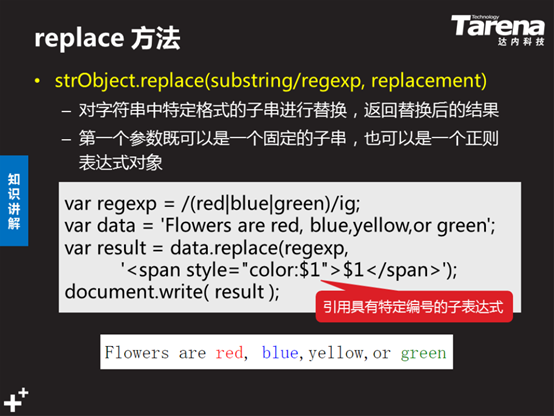 replace 方法
Technology
Tarena
达内科技
• strObject.replace(substring/regexp, replacement)
– 对字符串中特定格式的子串进行替换，返回替换后的结果
– 第一个参数既可以是一个固定的子串，也可以是一个正则
表达式对象
知识讲解
var regexp = /(red|blue|green)/ig;
var data = 'Flowers are red, blue,yellow,or green';
var result = data.replace(regexp,
'<span style="color:$1">$1</span>');
document.write( result );
引用具有特定编号的子表达式
Flowers are red, blue,yellow,or green